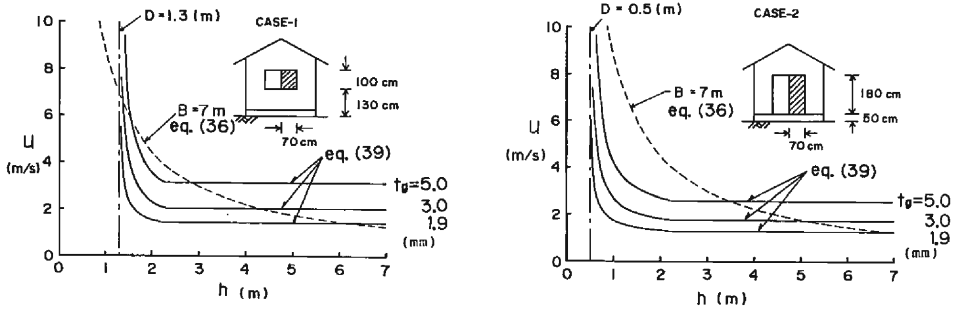 CASE-1
D = 1.3 (m)
10
8
6
4
2
0
U
(m/s)
B = 7 m
eq. (36)
100 cm
130 cm
70 cm
eq. (39)
tg=5.0
3.0
1.9
(mm)
0 1 2 3 4 5 6 7
h (m)
CASE-2
D = 0.5 (m)
10
8
6
4
2
0
U
(m/s)
B = 7 m
eq. (36)
180 cm
50 cm
70 cm
eq. (39)
tg=5.0
3.0
1.9
(mm)
0 1 2 3 4 5 6 7
h (m)